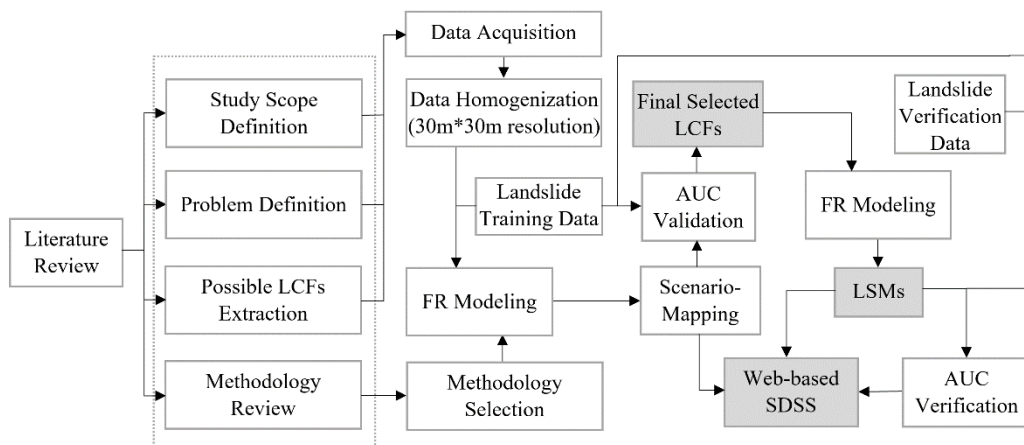 Literature
Review
Study Scope
Definition
Problem Definition
Possible LCFs
Extraction
Methodology
Review
Data Acquisition
Data Homogenization
(30m*30m resolution)
Landslide
Training Data
FR Modeling
Methodology
Selection
Final Selected
LCFs
AUC
Validation
Scenario-
Mapping
Web-based
SDSS
Landslide
Verification
Data
FR Modeling
LSMs
AUC
Verification